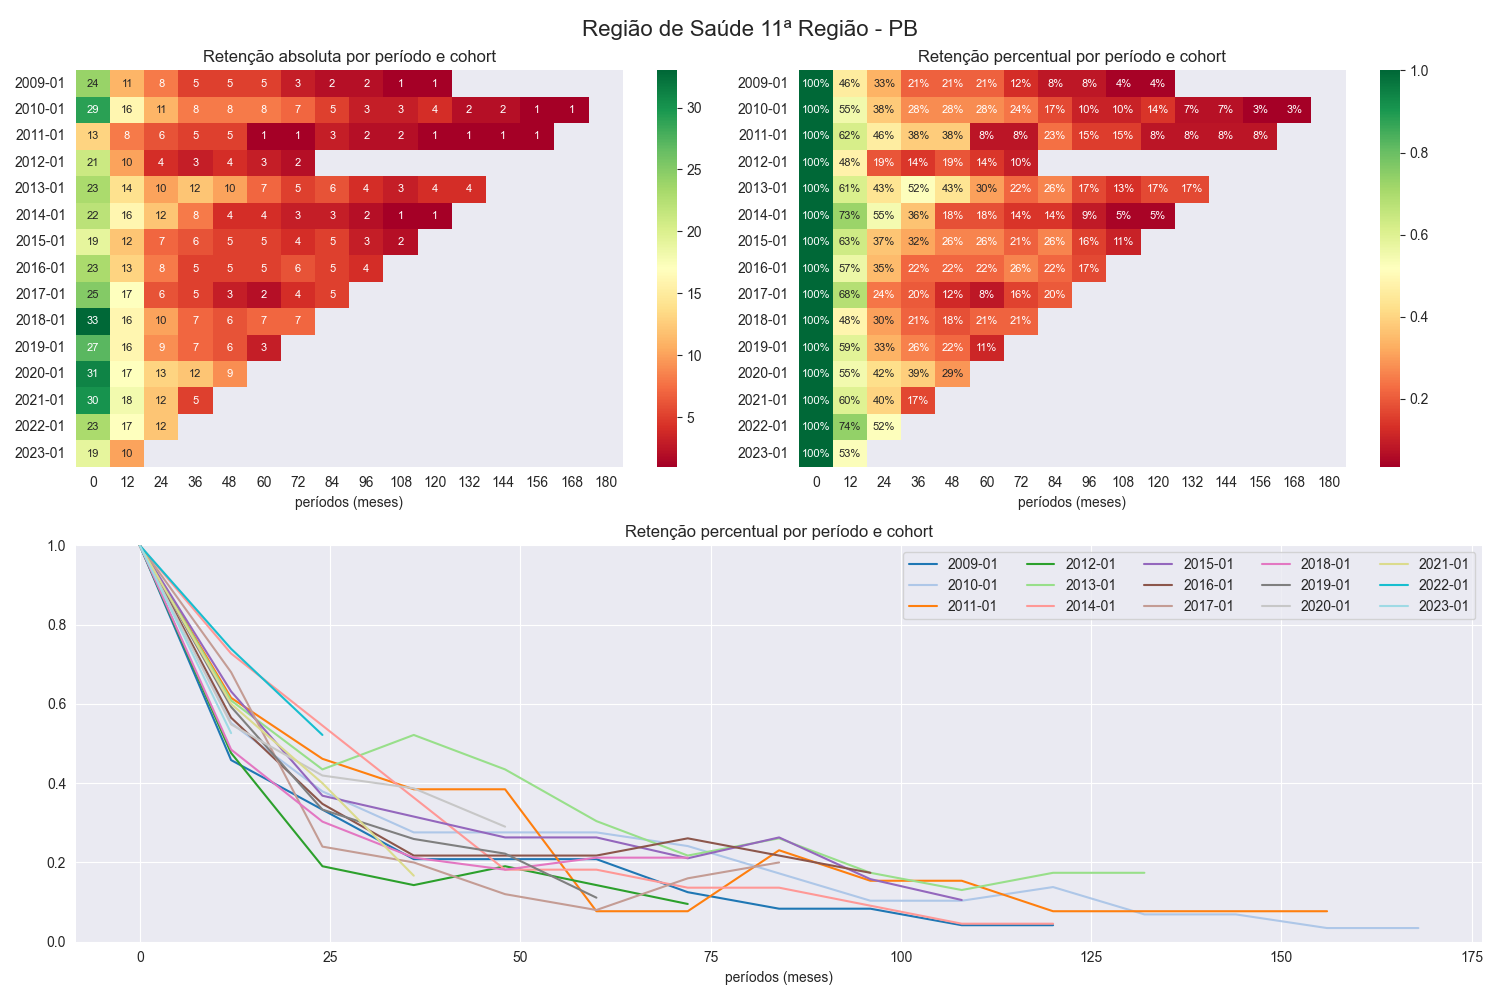 Região de Saúde 11ª Região - PB
Retenção absoluta por período e cohort
2009-01 24 11 8 5 5 5 3 2 2 1 1
2010-01 29 16 11 8 8 8 7 5 3 3 4 2 2 1 1
2011-01 13 8 6 5 5 1 1 3 2 2 1 1 1 1
2012-01 21 10 4 3 4 3 2
2013-01 23 14 10 12 10 7 5 6 4 3 4 4
2014-01 22 16 12 8 4 4 3 3 2 1 1
2015-01 19 12 7 6 5 5 4 5 3 2
2016-01 23 13 8 5 5 5 6 5 4
2017-01 25 17 6 5 3 2 4 5
2018-01 33 16 10 7 6 7 7
2019-01 27 16 9 7 6 3
2020-01 31 17 13 12 9
2021-01 30 18 12 5
2022-01 23 17 12
2023-01 19 10
0 12 24 36 48 60 72 84 96 108 120 132 144 156 168 180
períodos (meses)
30
25
20
15
10
5
Retenção percentual por período e cohort
2009-01 100% 46% 33% 21% 21% 21% 12% 8% 8% 4% 4%
2010-01 100% 55% 38% 28% 28% 28% 24% 17% 10% 10% 14% 7% 7% 3% 3%
2011-01 100% 62% 46% 38% 38% 8% 8% 23% 15% 15% 8% 8% 8% 8%
2012-01 100% 48% 19% 14% 19% 14% 10%
2013-01 100% 61% 43% 52% 43% 30% 22% 26% 17% 13% 17% 17%
2014-01 100% 73% 55% 36% 18% 18% 14% 14% 9% 5% 5%
2015-01 100% 63% 37% 32% 26% 26% 21% 26% 16% 11%
2016-01 100% 57% 35% 22% 22% 22% 26% 22% 17%
2017-01 100% 68% 24% 20% 12% 8% 16% 20%
2018-01 100% 48% 30% 21% 18% 21% 21%
2019-01 100% 59% 33% 26% 22% 11%
2020-01 100% 55% 42% 39% 29%
2021-01 100% 60% 40% 17%
2022-01 100% 74% 52%
2023-01 100% 53%
0 12 24 36 48 60 72 84 96 108 120 132 144 156 168 180
períodos (meses)
1.0
0.8
0.6
0.4
0.2
Retenção percentual por período e cohort
1.0
0.8
0.6
0.4
0.2
0.0
2009-01 2012-01 2015-01 2018-01 2021-01
2010-01 2013-01 2016-01 2019-01 2022-01
2011-01 2014-01 2017-01 2020-01 2023-01
0 25 50 75 100 125 150 175
períodos (meses)